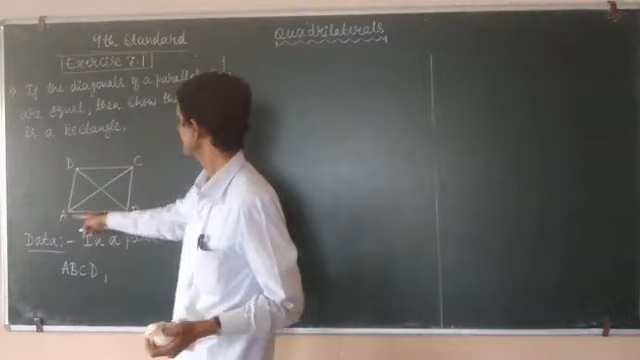 9th Standard
Quadrilaterals
Exercise 7.1
If the diagonals of a parallel
are equal, then show th
is a Rectangle.
D C
A
Data:- In a
ABCD,